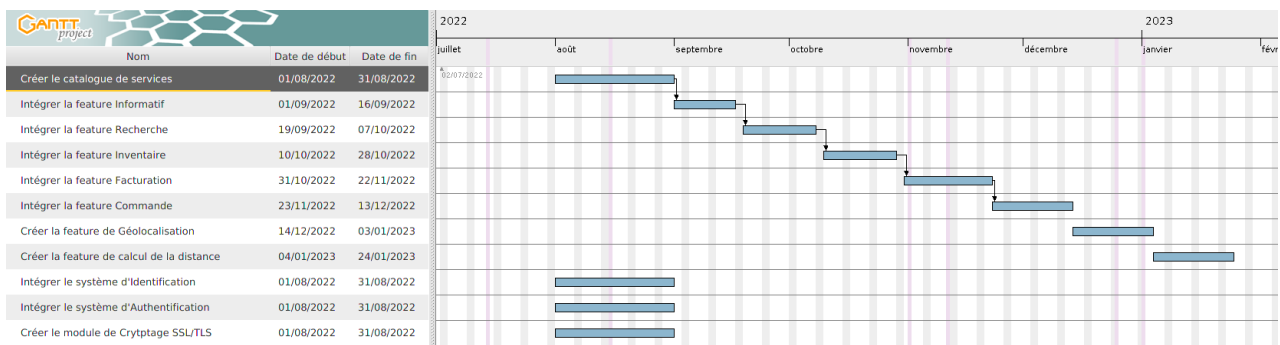 GANTT
project
2022
2023
juillet août septembre octobre novembre décembre janvier févr
Nom Date de début Date de fin
02/07/2022
Créer le catalogue de services 01/08/2022 31/08/2022
Intégrer la feature Informatif 01/09/2022 16/09/2022
Intégrer la feature Recherche 19/09/2022 07/10/2022
Intégrer la feature Inventaire 10/10/2022 28/10/2022
Intégrer la feature Facturation 31/10/2022 22/11/2022
Intégrer la feature Commande 23/11/2022 13/12/2022
Créer la feature de Géolocalisation 14/12/2022 03/01/2023
Créer la feature de calcul de la distance 04/01/2023 24/01/2023
Intégrer le système d'Identification 01/08/2022 31/08/2022
Intégrer le système d'Authentification 01/08/2022 31/08/2022
Créer le module de Crytptage SSL/TLS 01/08/2022 31/08/2022